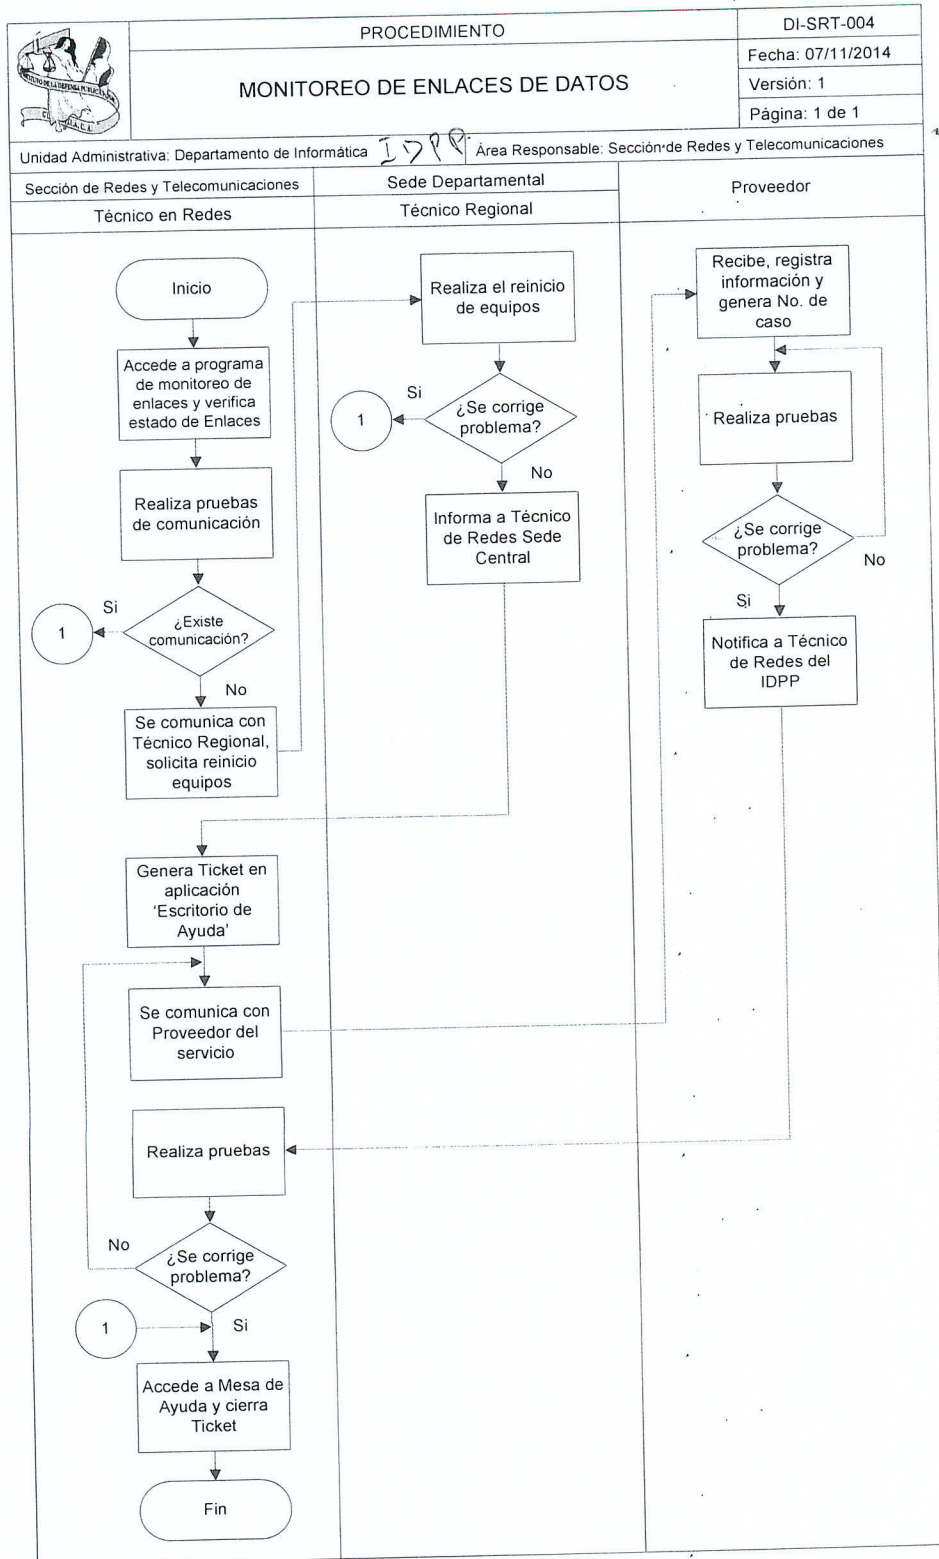 PROCEDIMIENTO
MONITOREO DE ENLACES DE DATOS
DI-SRT-004
Fecha: 07/11/2014
Versión: 1
Página: 1 de 1
Unidad Administrativa: Departamento de Informática IDPP
Área Responsable: Sección de Redes y Telecomunicaciones
Sección de Redes y Telecomunicaciones
Sede Departamental
Proveedor
Técnico en Redes
Técnico Regional
Inicio
Accede a programa
de monitoreo de
enlaces y verifica
estado de Enlaces
Realiza pruebas
de comunicación
¿Existe
comunicación?
Si
1
No
Se comunica con
Técnico Regional,
solicita reinicio
equipos
Realiza el reinicio
de equipos
¿Se corrige
problema?
Si
1
No
Informa a Técnico
de Redes Sede
Central
Genera Ticket en
aplicación
‘Escritorio de
Ayuda’
Se comunica con
Proveedor del
servicio
Recibe, registra
información y
genera No. de
caso
Realiza pruebas
¿Se corrige
problema?
No
Si
Notifica a Técnico
de Redes del
IDPP
Realiza pruebas
¿Se corrige
problema?
No
Si
1
Accede a Mesa de
Ayuda y cierra
Ticket
Fin